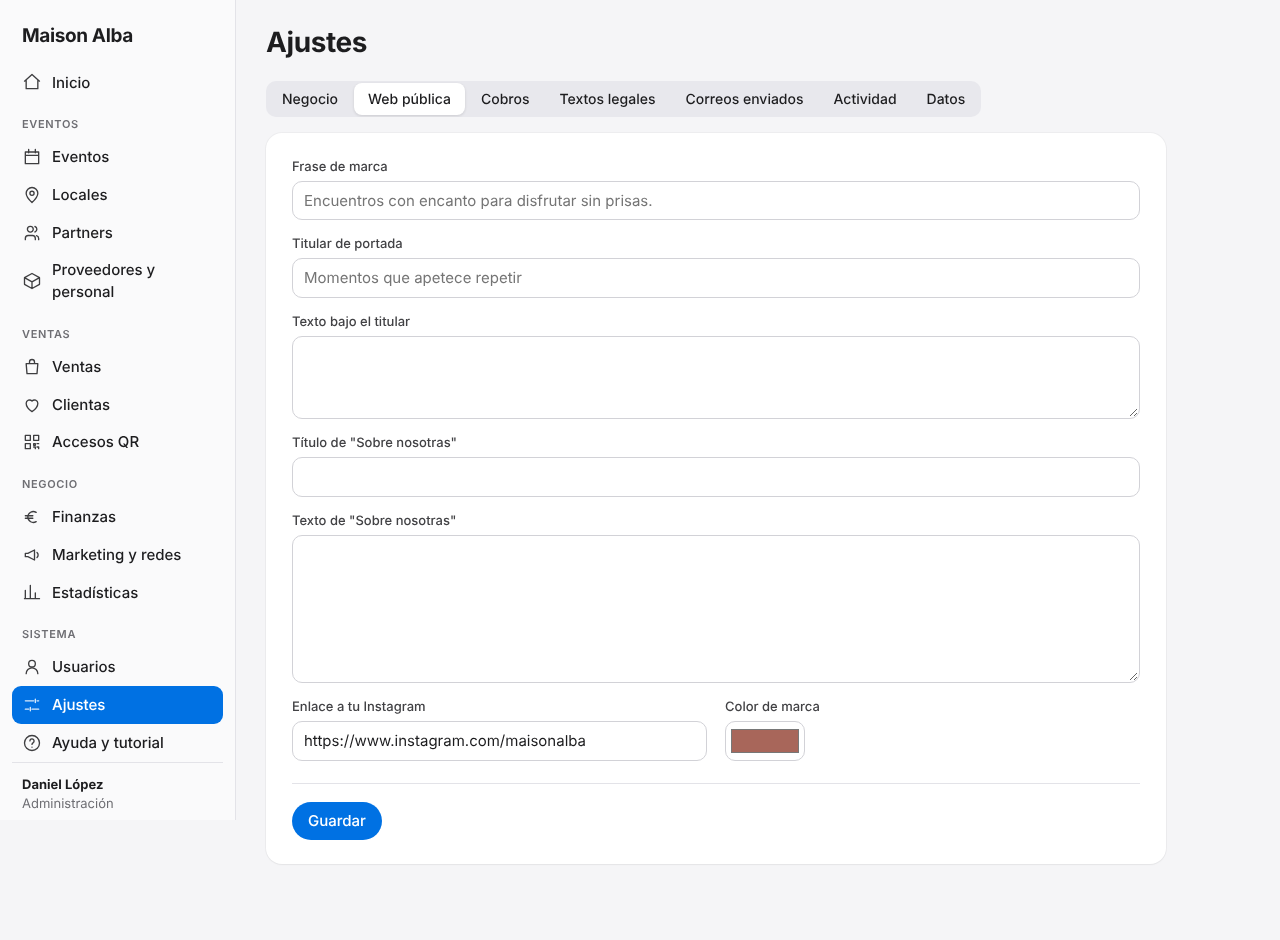 Maison Alba
Inicio
EVENTOS
Eventos
Locales
Partners
Proveedores y
personal
VENTAS
Ventas
Clientas
Accesos QR
NEGOCIO
Finanzas
Marketing y redes
Estadísticas
SISTEMA
Usuarios
Ajustes
Ayuda y tutorial
Daniel López
Administración
Ajustes
Negocio
Web pública
Cobros
Textos legales
Correos enviados
Actividad
Datos
Frase de marca
Encuentros con encanto para disfrutar sin prisas.
Titular de portada
Momentos que apetece repetir
Texto bajo el titular
Título de "Sobre nosotras"
Texto de "Sobre nosotras"
Enlace a tu Instagram
https://www.instagram.com/maisonalba
Color de marca
Guardar